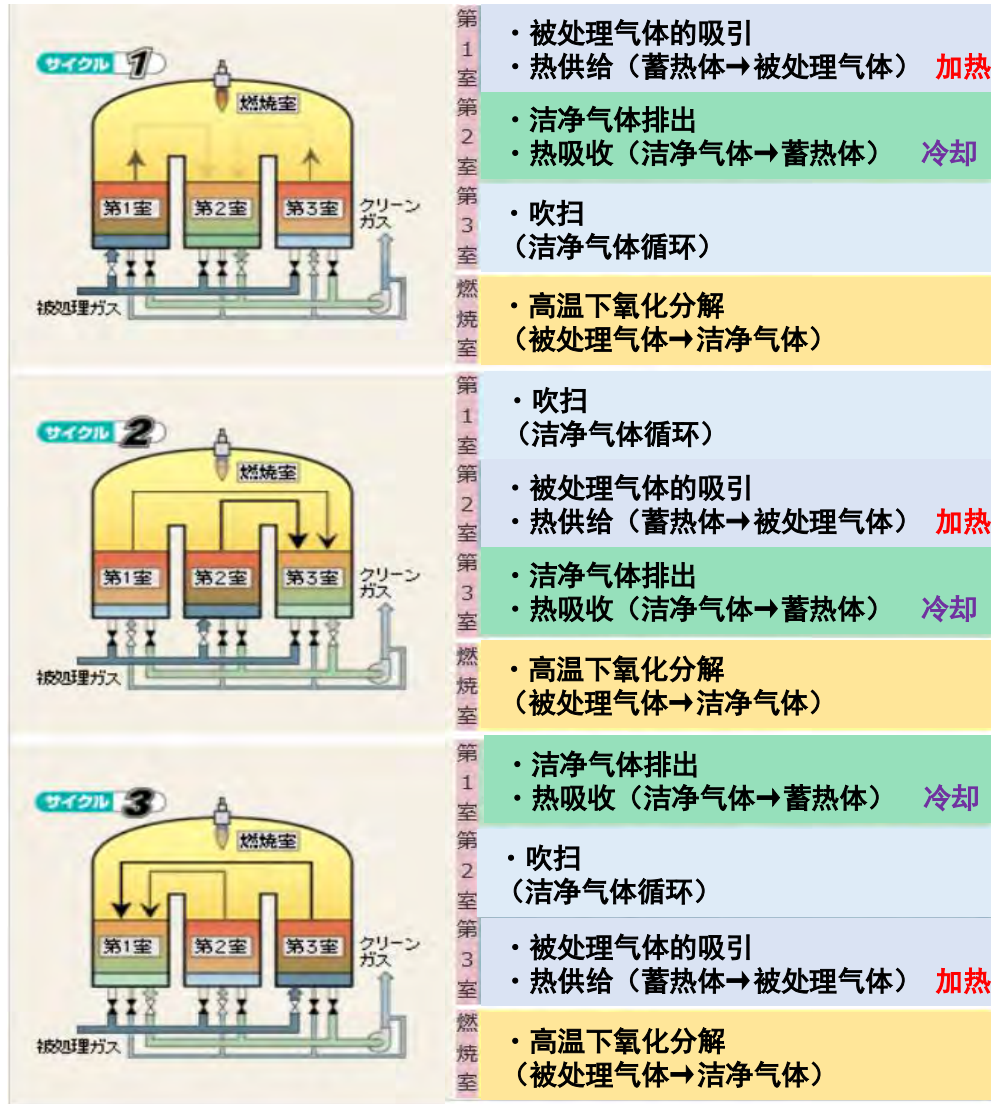 サイクル 1
燃焼室
第1室 第2室 第3室
クリーン
ガス
被処理ガス
第1室
・被处理气体的吸引
・热供给（蓄热体→被处理气体） 加热
第2室
・洁净气体排出
・热吸收（洁净气体→蓄热体） 冷却
第3室
・吹扫
（洁净气体循环）
燃焼室
・高温下氧化分解
（被处理气体→洁净气体）
サイクル 2
燃焼室
第1室 第2室 第3室
クリーン
ガス
被処理ガス
第1室
・吹扫
（洁净气体循环）
第2室
・被处理气体的吸引
・热供给（蓄热体→被处理气体） 加热
第3室
・洁净气体排出
・热吸收（洁净气体→蓄热体） 冷却
燃焼室
・高温下氧化分解
（被处理气体→洁净气体）
サイクル 3
燃焼室
第1室 第2室 第3室
クリーン
ガス
被処理ガス
第1室
・洁净气体排出
・热吸收（洁净气体→蓄热体） 冷却
第2室
・吹扫
（洁净气体循环）
第3室
・被处理气体的吸引
・热供给（蓄热体→被处理气体） 加热
燃焼室
・高温下氧化分解
（被处理气体→洁净气体）